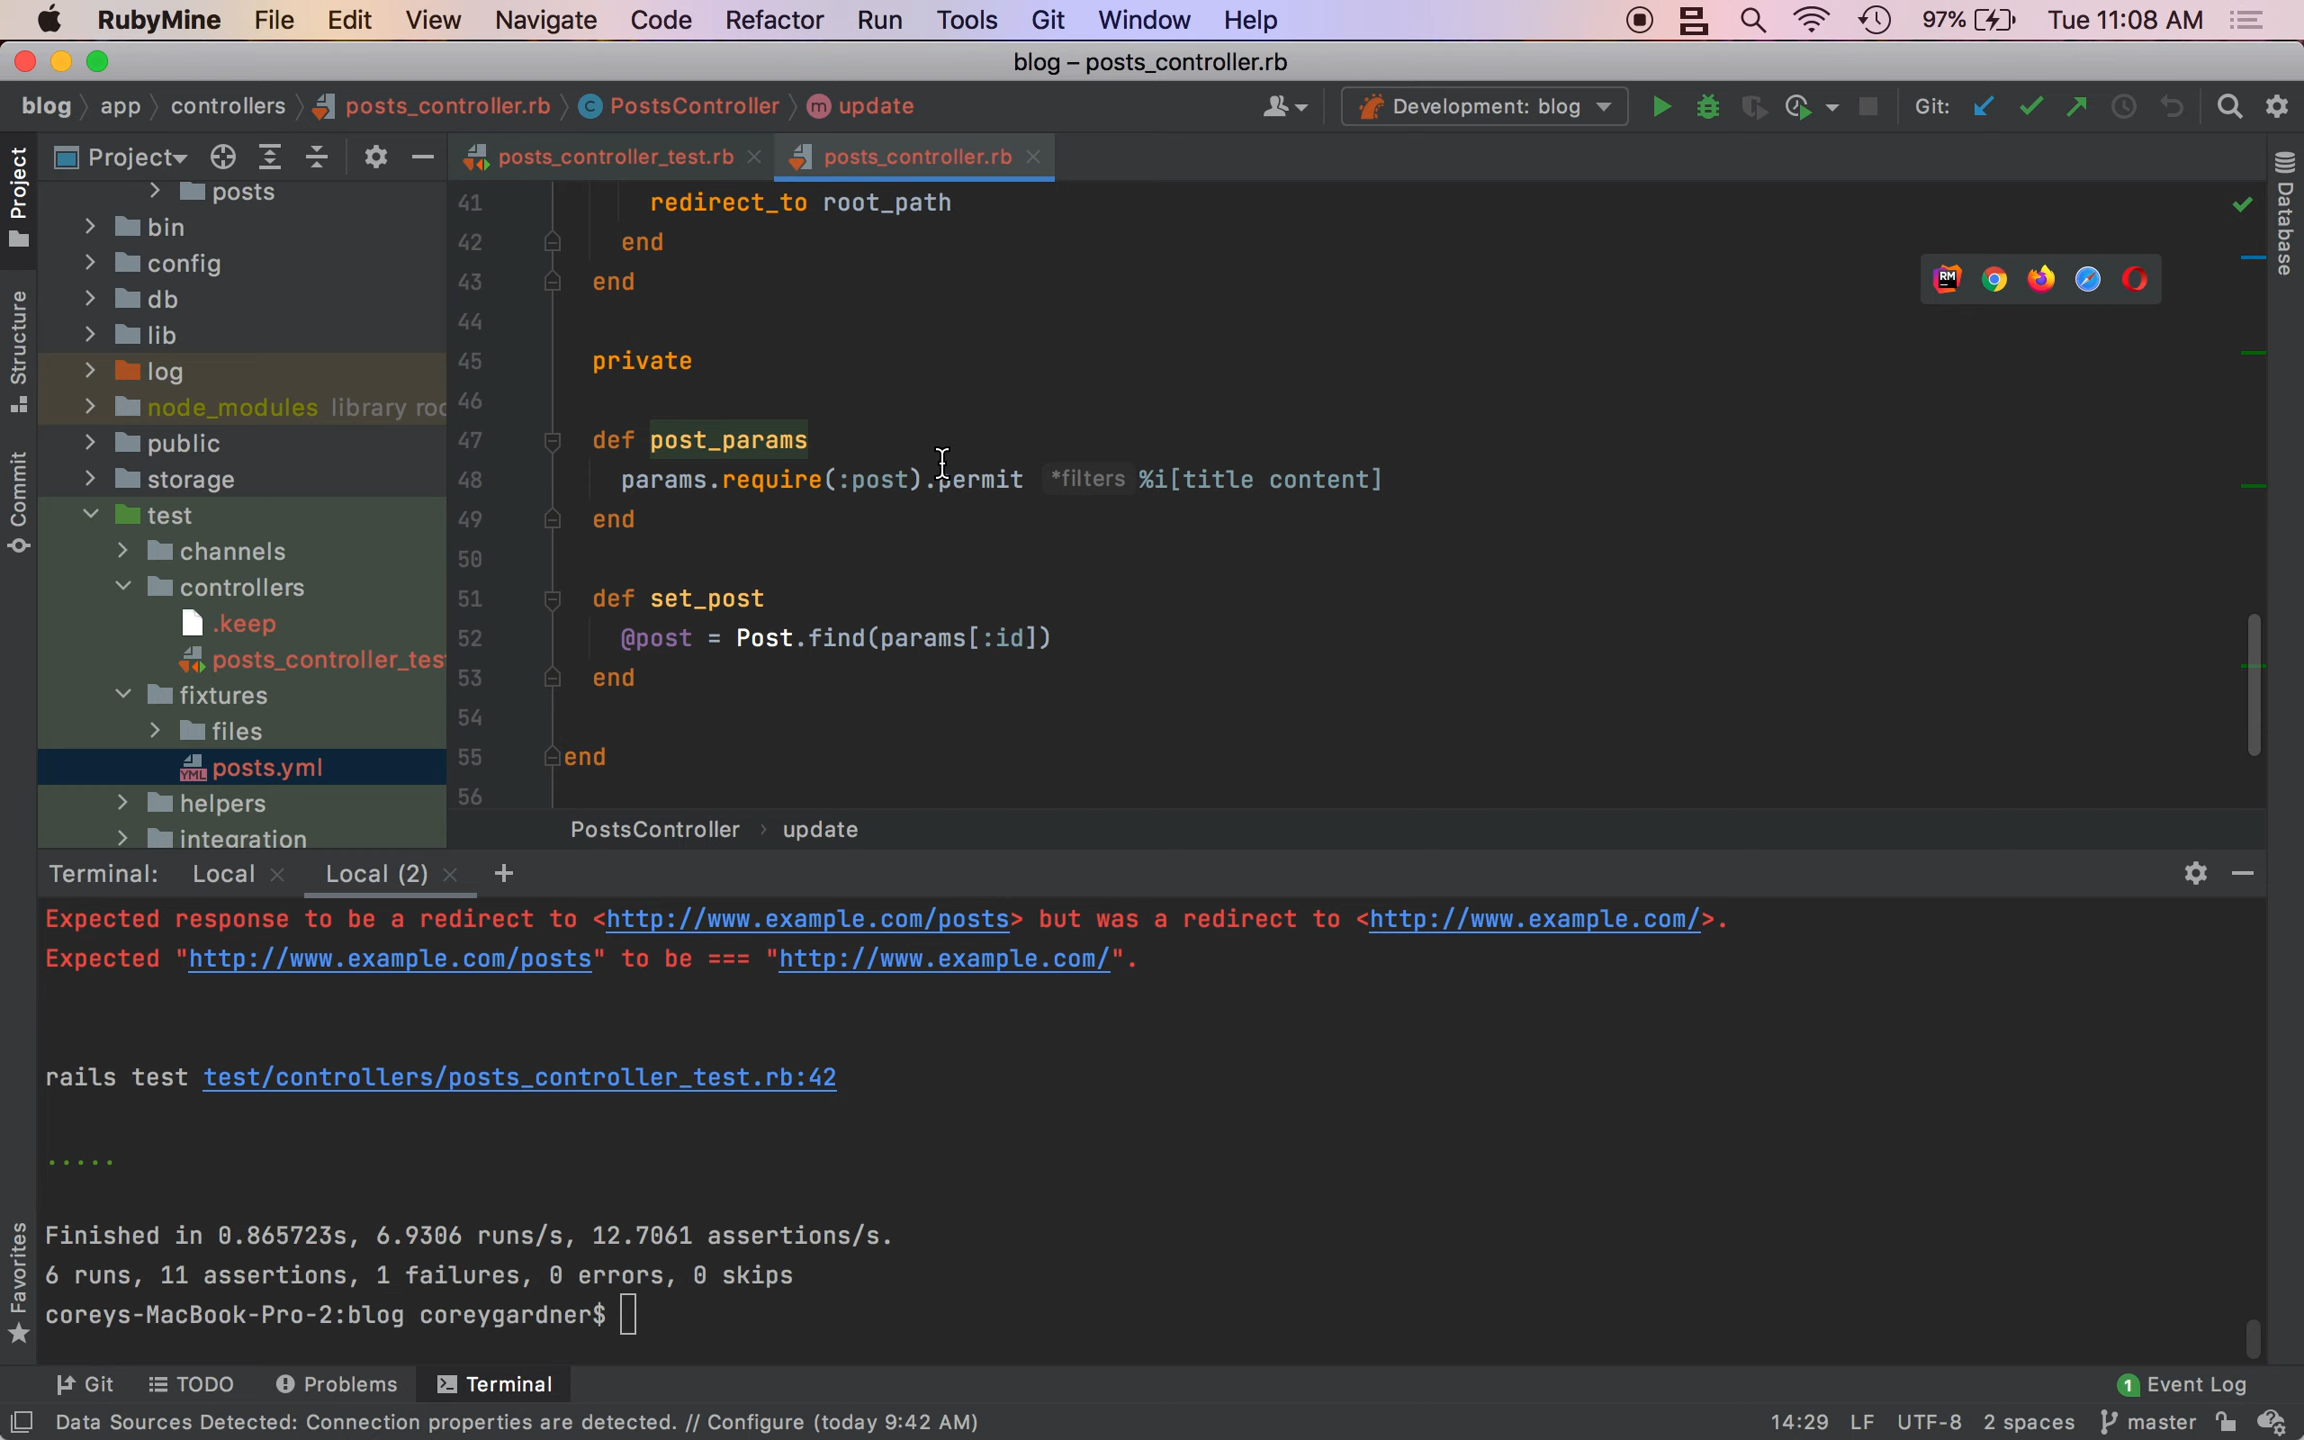 RubyMine File Edit View Navigate Code Refactor Run Tools Git Window Help 97% Tue 11:08 AM
blog – posts_controller.rb
blog app controllers posts_controller.rb C PostsController m update Development: blog Git:
Project posts_controller_test.rb posts_controller.rb
Project
Structure
Commit
Favorites
Database
posts
bin
config
db
lib
log
node_modules library roo
public
storage
test
channels
controllers
.keep
posts_controller_tes
fixtures
files
YML posts.yml
helpers
integration
41 redirect_to root_path
42 end
43 end
44
45 private
46
47 def post_params
48 params.require(:post).permit *filters %i[title content]
49 end
50
51 def set_post
52 @post = Post.find(params[:id])
53 end
54
55 end
56
RM
PostsController › update
Terminal: Local Local (2)
Expected response to be a redirect to <http://www.example.com/posts> but was a redirect to <http://www.example.com/>.
Expected "http://www.example.com/posts" to be === "http://www.example.com/".
rails test test/controllers/posts_controller_test.rb:42
.....
Finished in 0.865723s, 6.9306 runs/s, 12.7061 assertions/s.
6 runs, 11 assertions, 1 failures, 0 errors, 0 skips
coreys-MacBook-Pro-2:blog coreygardner$
Git TODO Problems Terminal 1 Event Log
Data Sources Detected: Connection properties are detected. // Configure (today 9:42 AM) 14:29 LF UTF-8 2 spaces master